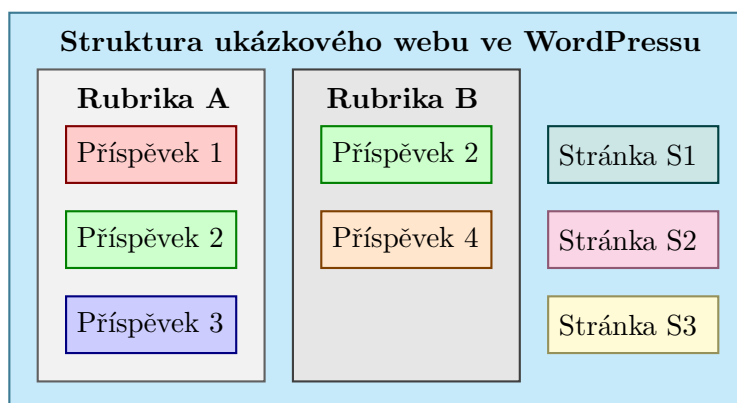 Struktura ukázkového webu ve WordPressu
Rubrika A
Příspěvek 1
Příspěvek 2
Příspěvek 3
Rubrika B
Příspěvek 2
Příspěvek 4
Stránka S1
Stránka S2
Stránka S3